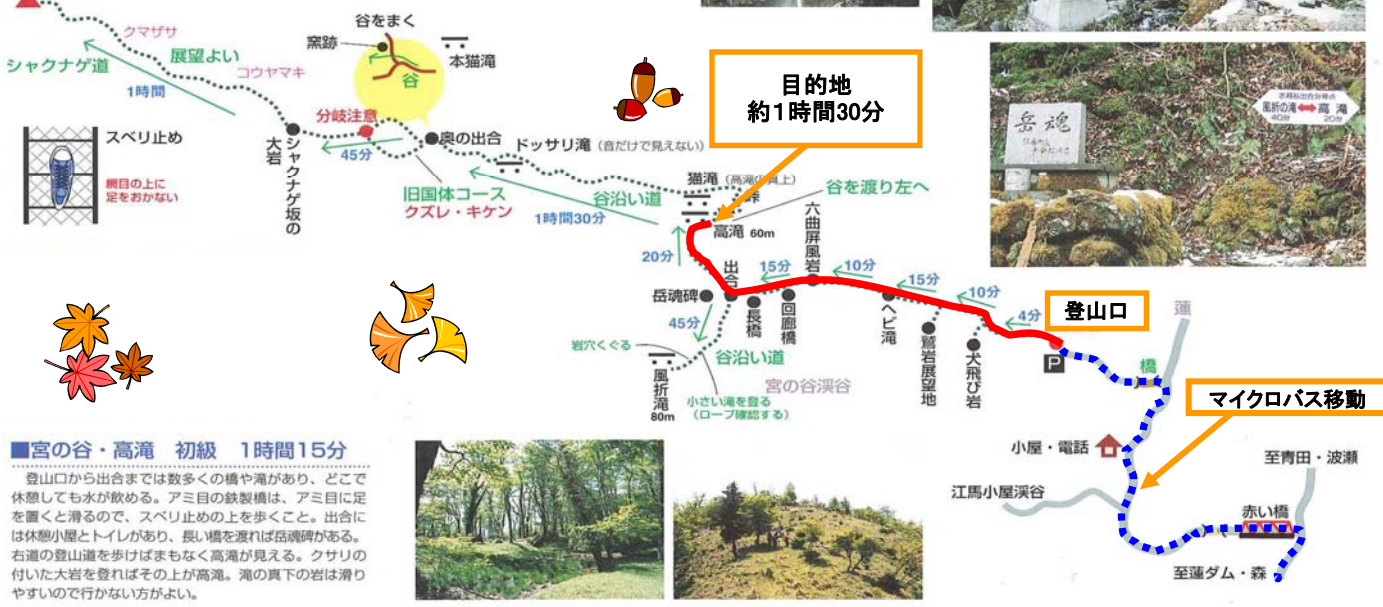 クマザサ
展望よい
シャクナゲ道
コウヤマキ
1時間
谷をまく
窯跡
本猫滝
谷
分岐注意
奥の出合
45分
シャクナゲ坂の
大岩
スベリ止め
網目の上に
足をおかない
旧国体コース
クズレ・キケン
ドッサリ滝（音だけで見えない）
谷沿い道
1時間30分
目的地
約1時間30分
猫滝（高滝の真上）
峠
谷を渡り左へ
高滝 60m
20分
六曲屏風岩
出合
15分
10分
15分
10分
4分
岳魂碑
長橋
回廊橋
ヘビ滝
鷲岩展望地
犬飛び岩
45分
岩穴くぐる
谷沿い道
宮の谷渓谷
風折滝
80m
小さい滝を登る
（ロープ確認する）
岳魂
風折の滝
高滝
40分
20分
登山口
P
蓮
橋
マイクロバス移動
小屋・電話
江馬小屋渓谷
至青田・波瀬
赤い橋
至蓮ダム・森
■宮の谷・高滝　初級　1時間15分
登山口から出合までは数多くの橋や滝があり、どこで
休憩しても水が飲める。アミ目の鉄製橋は、アミ目に足
を置くと滑るので、スベリ止めの上を歩くこと。出合に
は休憩小屋とトイレがあり、長い橋を渡れば岳魂碑がある。
右道の登山道を歩けばまもなく高滝が見える。クサリの
付いた大岩を登ればその上が高滝。滝の真下の岩は滑り
やすいので行かない方がよい。